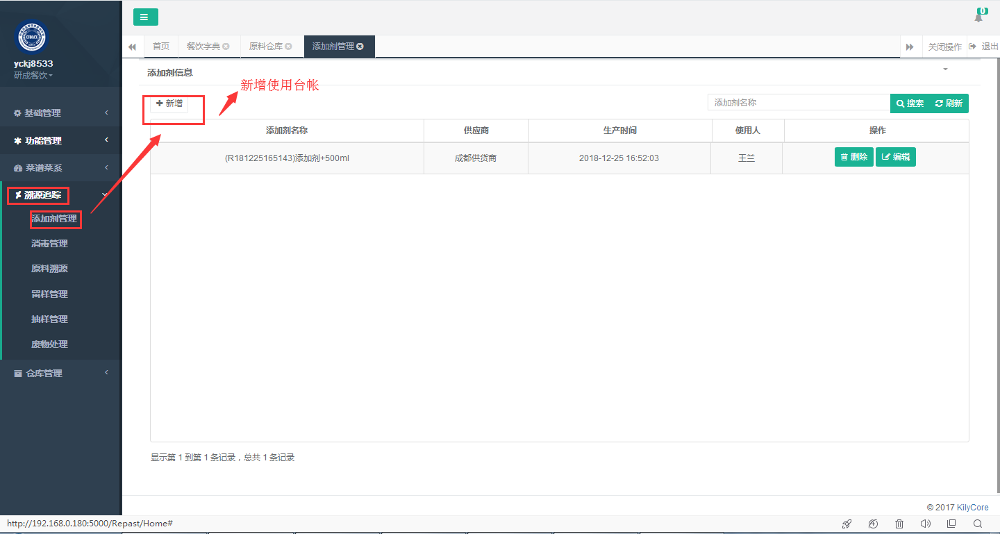 yckj8533
研成餐饮
基础管理
功能管理
菜谱菜系
溯源追踪
添加剂管理
消毒管理
原料溯源
留样管理
抽样管理
废物处理
仓库管理
0
首页 餐饮字典 原料仓库 添加剂管理 关闭操作 退出
添加剂信息
新增使用台帐
新增 添加剂名称 搜索 刷新
添加剂名称 供应商 生产时间 使用人 操作
(R181225165143)添加剂+500ml 成都供货商 2018-12-25 16:52:03 王兰 删除 编辑
显示第 1 到第 1 条记录，总共 1 条记录
© 2017 KilyCore
http://192.168.0.180:5000/Repast/Home#